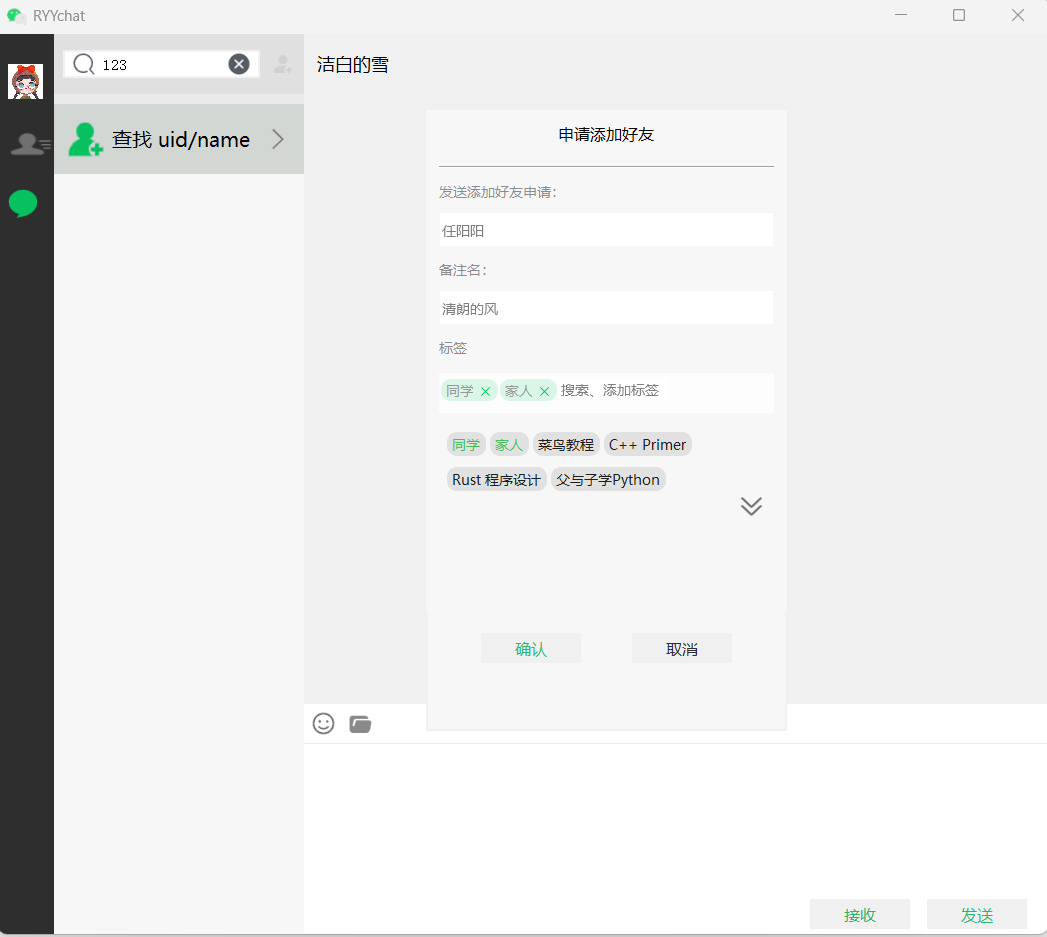 RYYchat
123
洁白的雪
查找 uid/name
申请添加好友
发送添加好友申请:
任阳阳
备注名:
清朗的风
标签
同学 家人 搜索、添加标签
同学 家人 菜鸟教程 C++ Primer
Rust 程序设计 父与子学Python
确认 取消
接收 发送